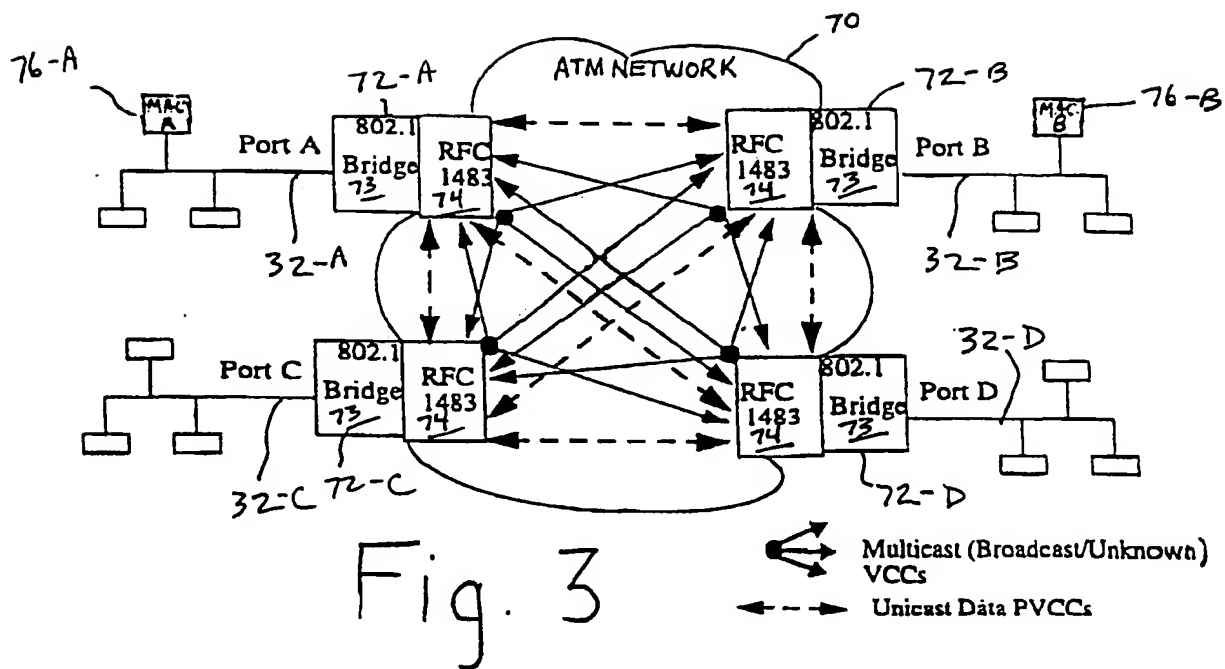 70
76-A
ATM NETWORK
72-A
72-B
76-B
MAC
A
MAC
B
802.1
802.1
Port A
Bridge
73
RFC
1483
74
RFC
1483
74
Bridge
73
Port B
32-A
32-B
32-D
Port C
802.1
Bridge
73
RFC
1483
74
802.1
RFC
1483
74
Bridge
73
Port D
32-C
72-C
72-D
Fig. 3
Multicast (Broadcast/Unknown)
VCCs
Unicast Data PVCCs